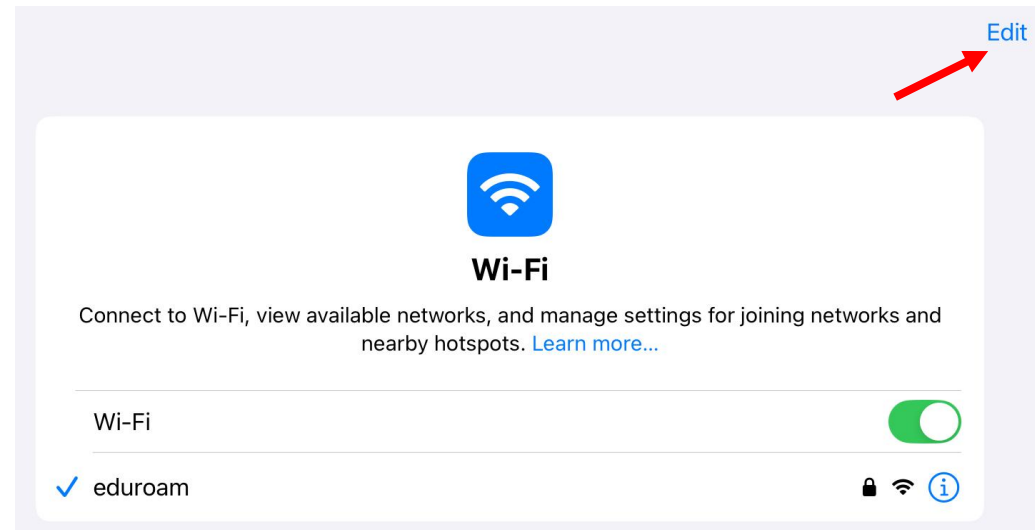 Edit
Wi-Fi
Connect to Wi-Fi, view available networks, and manage settings for joining networks and
nearby hotspots. Learn more...
Wi-Fi
eduroam